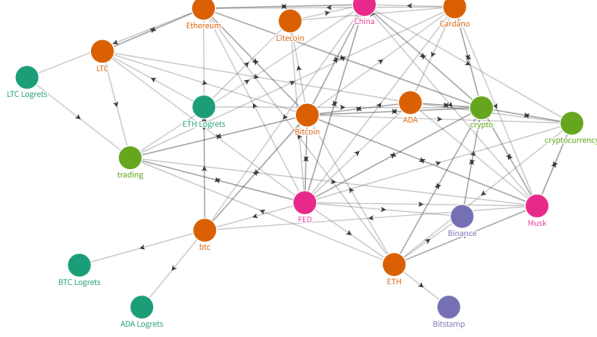 China
Ethereum
Cardano
Litecoin
LTC
LTC Logrets
ETH Logrets
ADA
Bitcoin
crypto
cryptocurrency
trading
FED
Musk
Binance
btc
BTC Logrets
ETH
ADA Logrets
Bitstamp